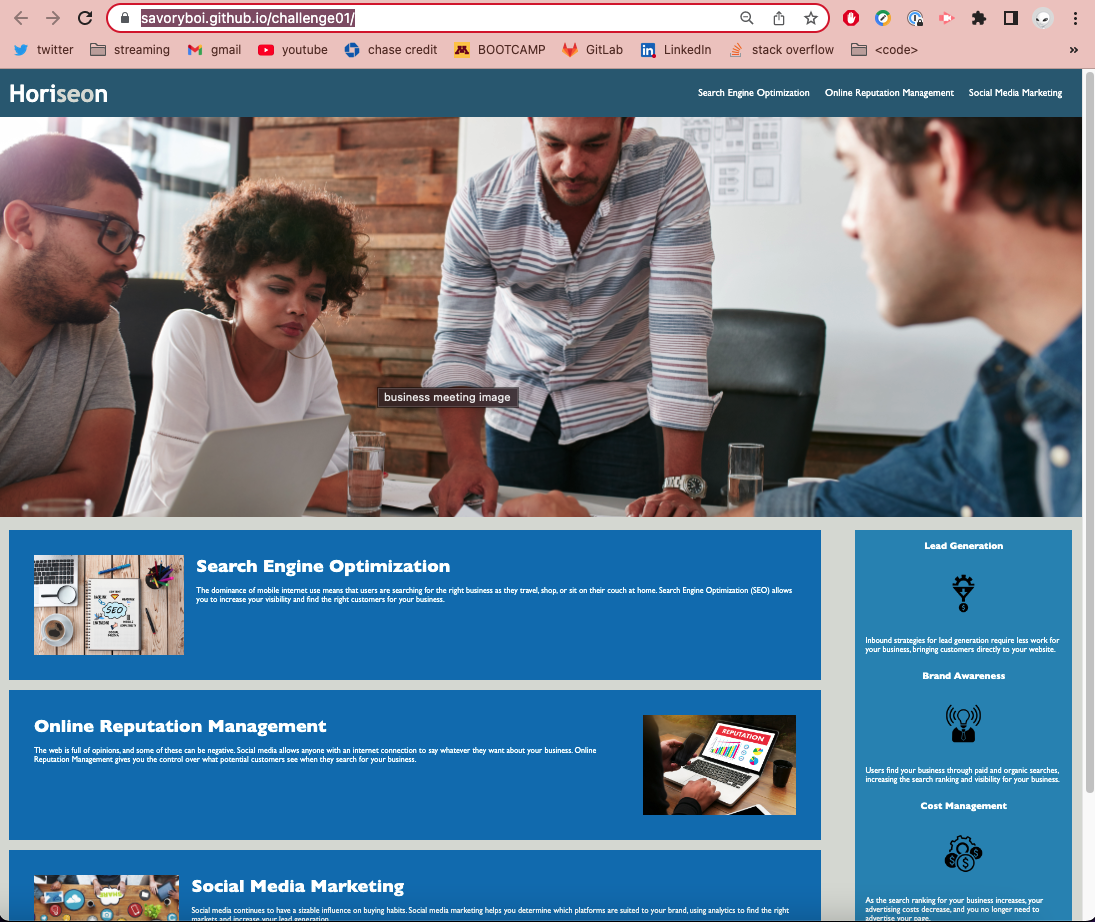 savoryboi.github.io/challenge01/
twitter streaming gmail youtube chase credit BOOTCAMP GitLab LinkedIn stack overflow <code> »
Horiseon
Search Engine Optimization Online Reputation Management Social Media Marketing
business meeting image
SEO
Search Engine Optimization
The dominance of mobile internet use means that users are searching for the right business as they travel, shop, or sit on their couch at home. Search Engine Optimization (SEO) allows
you to increase your visibility and find the right customers for your business.
Online Reputation Management
The web is full of opinions, and some of these can be negative. Social media allows anyone with an internet connection to say whatever they want about your business. Online
Reputation Management gives you the control over what potential customers see when they search for your business.
REPUTATION
Social Media Marketing
Social media continues to have a sizable influence on buying habits. Social media marketing helps you determine which platforms are suited to your brand, using analytics to find the right
markets and increase your lead generation.
Lead Generation
Inbound strategies for lead generation require less work for
your business, bringing customers directly to your website.
Brand Awareness
Users find your business through paid and organic searches,
increasing the search ranking and visibility for your business.
Cost Management
As the search ranking for your business increases, your
advertising costs decrease, and you no longer need to
advertise your page.